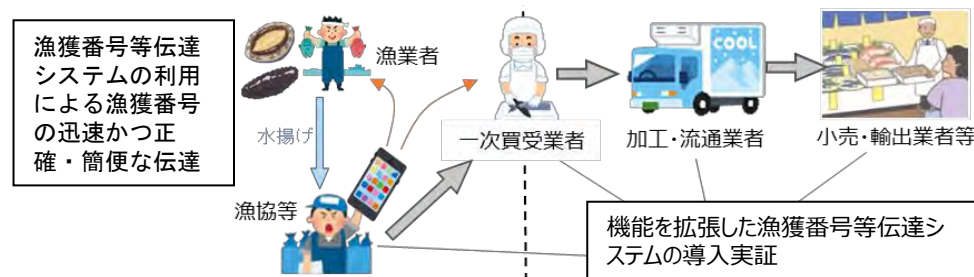 漁獲番号等伝達
システムの利用
による漁獲番号
の迅速かつ正
確・簡便な伝達
漁業者
水揚げ
漁協等
一次買受業者
COOL
加工・流通業者
小売・輸出業者等
機能を拡張した漁獲番号等伝達シ
ステムの導入実証